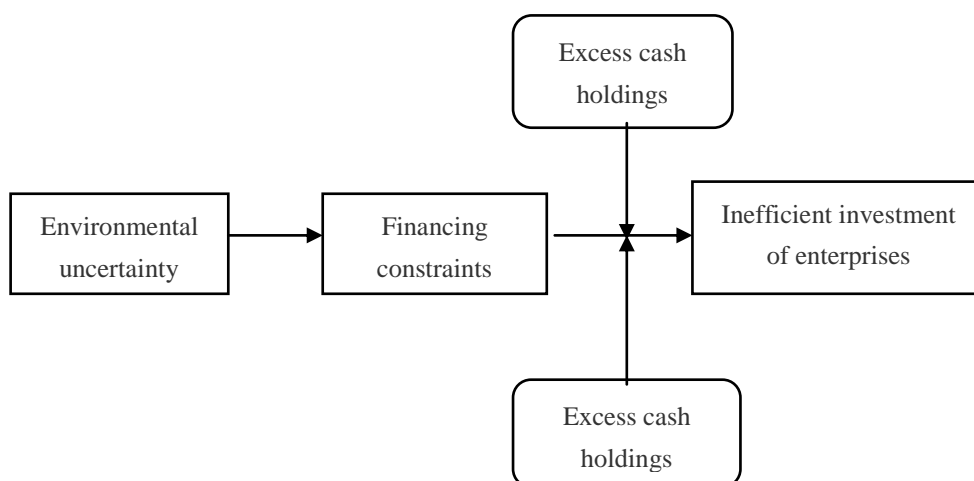 Excess cash
holdings
Environmental
uncertainty
Financing
constraints
Inefficient investment
of enterprises
Excess cash
holdings